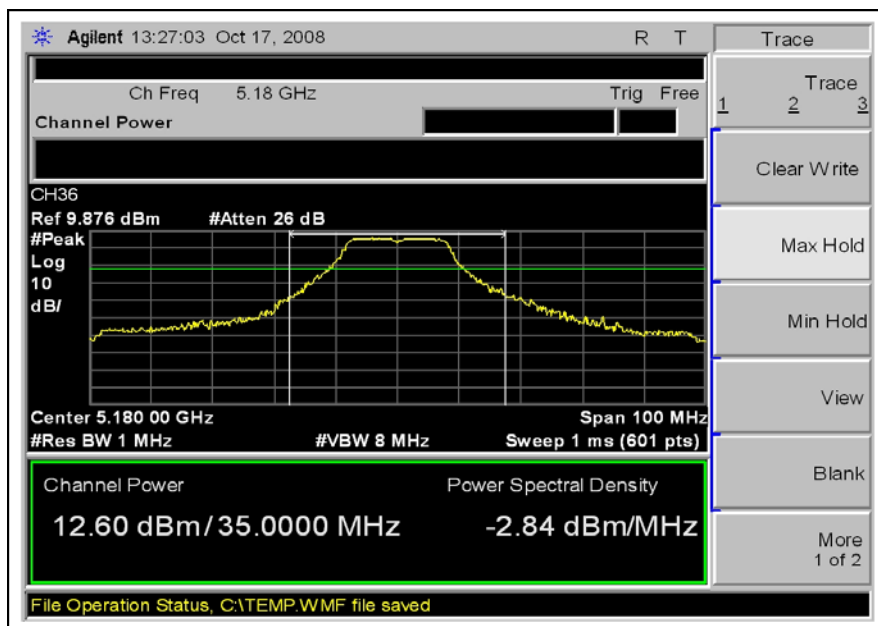 Agilent 13:27:03 Oct 17, 2008 R T
Trace
Ch Freq 5.18 GHz Trig Free
Channel Power
Trace
1 2 3
Clear Write
CH36
Ref 9.876 dBm #Atten 26 dB
#Peak
Log
10
dB/
Max Hold
Min Hold
View
Center 5.180 00 GHz Span 100 MHz
#Res BW 1 MHz #VBW 8 MHz Sweep 1 ms (601 pts)
Blank
Channel Power Power Spectral Density
12.60 dBm/35.0000 MHz -2.84 dBm/MHz
More
1 of 2
File Operation Status, C:\TEMP.WMF file saved